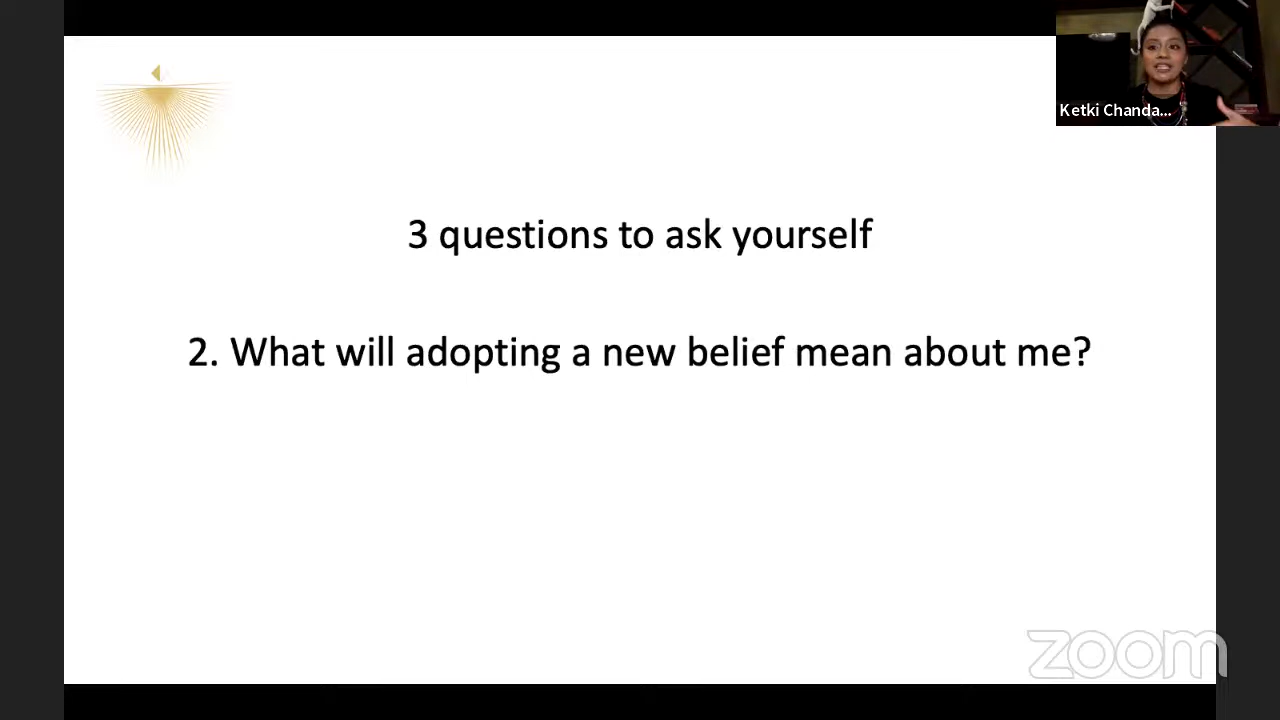 Ketki Chanda...
3 questions to ask yourself
2. What will adopting a new belief mean about me?
zoom